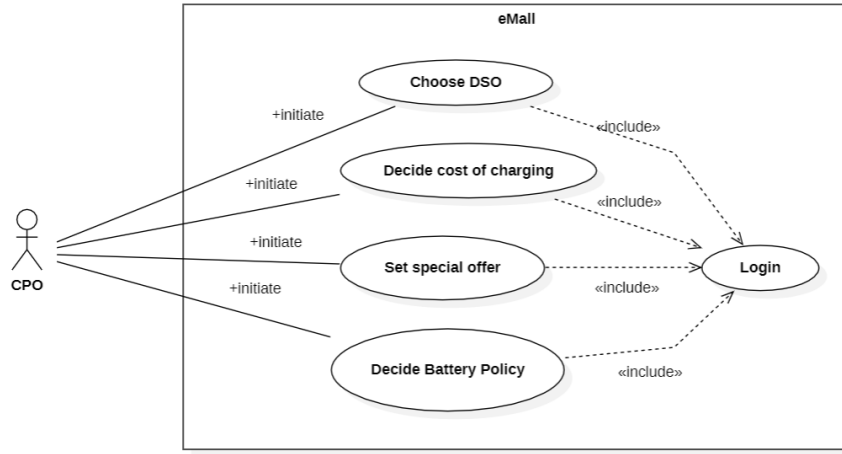 eMall
Choose DSO
+initiate
«include»
Decide cost of charging
+initiate
«include»
+initiate
Set special offer
Login
CPO
+initiate
«include»
Decide Battery Policy
«include»